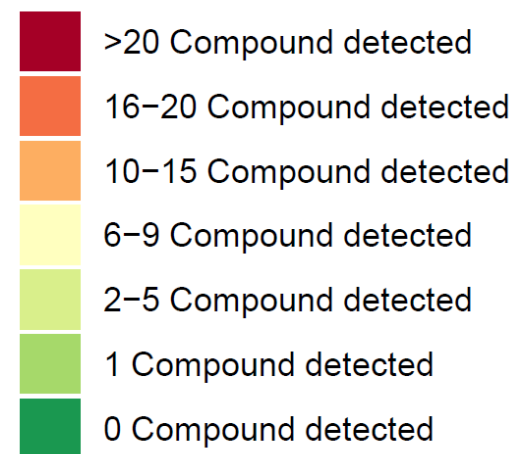 >20 Compound detected
16−20 Compound detected
10−15 Compound detected
6−9 Compound detected
2−5 Compound detected
1 Compound detected
0 Compound detected